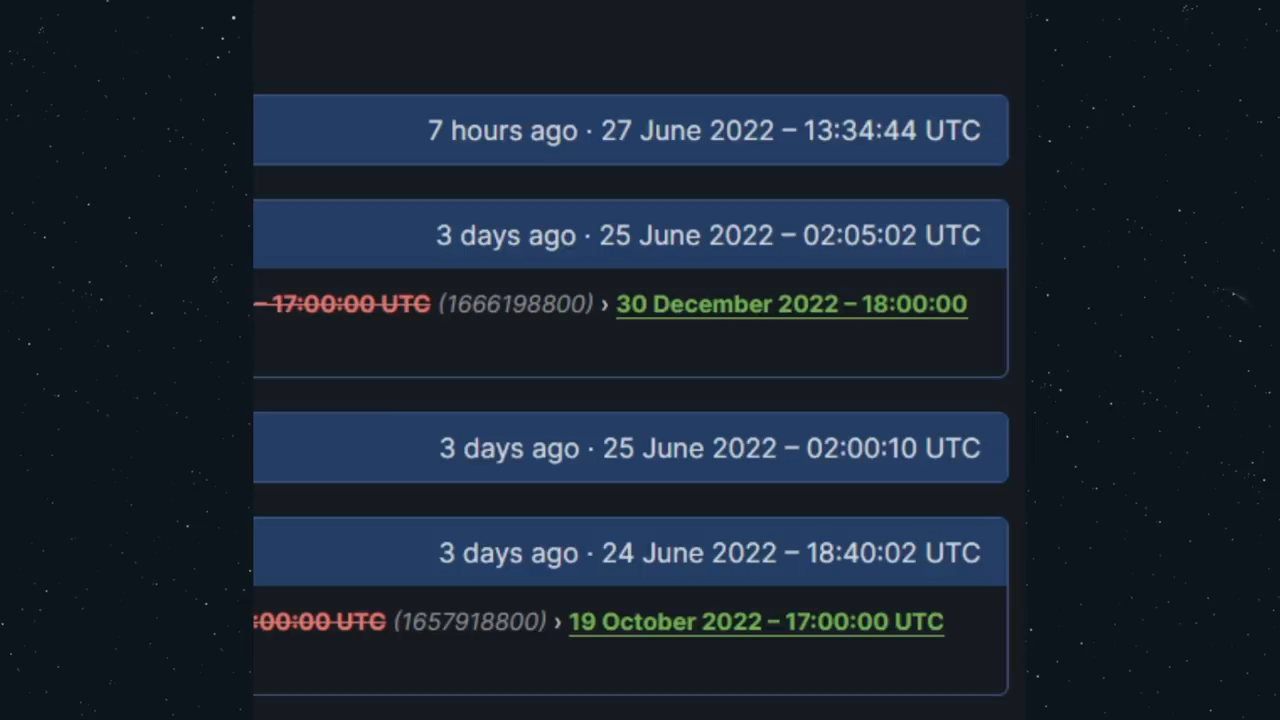 7 hours ago · 27 June 2022 – 13:34:44 UTC
3 days ago · 25 June 2022 – 02:05:02 UTC
– 17:00:00 UTC (1666198800) › 30 December 2022 – 18:00:00
3 days ago · 25 June 2022 – 02:00:10 UTC
3 days ago · 24 June 2022 – 18:40:02 UTC
:00:00 UTC (1657918800) › 19 October 2022 – 17:00:00 UTC